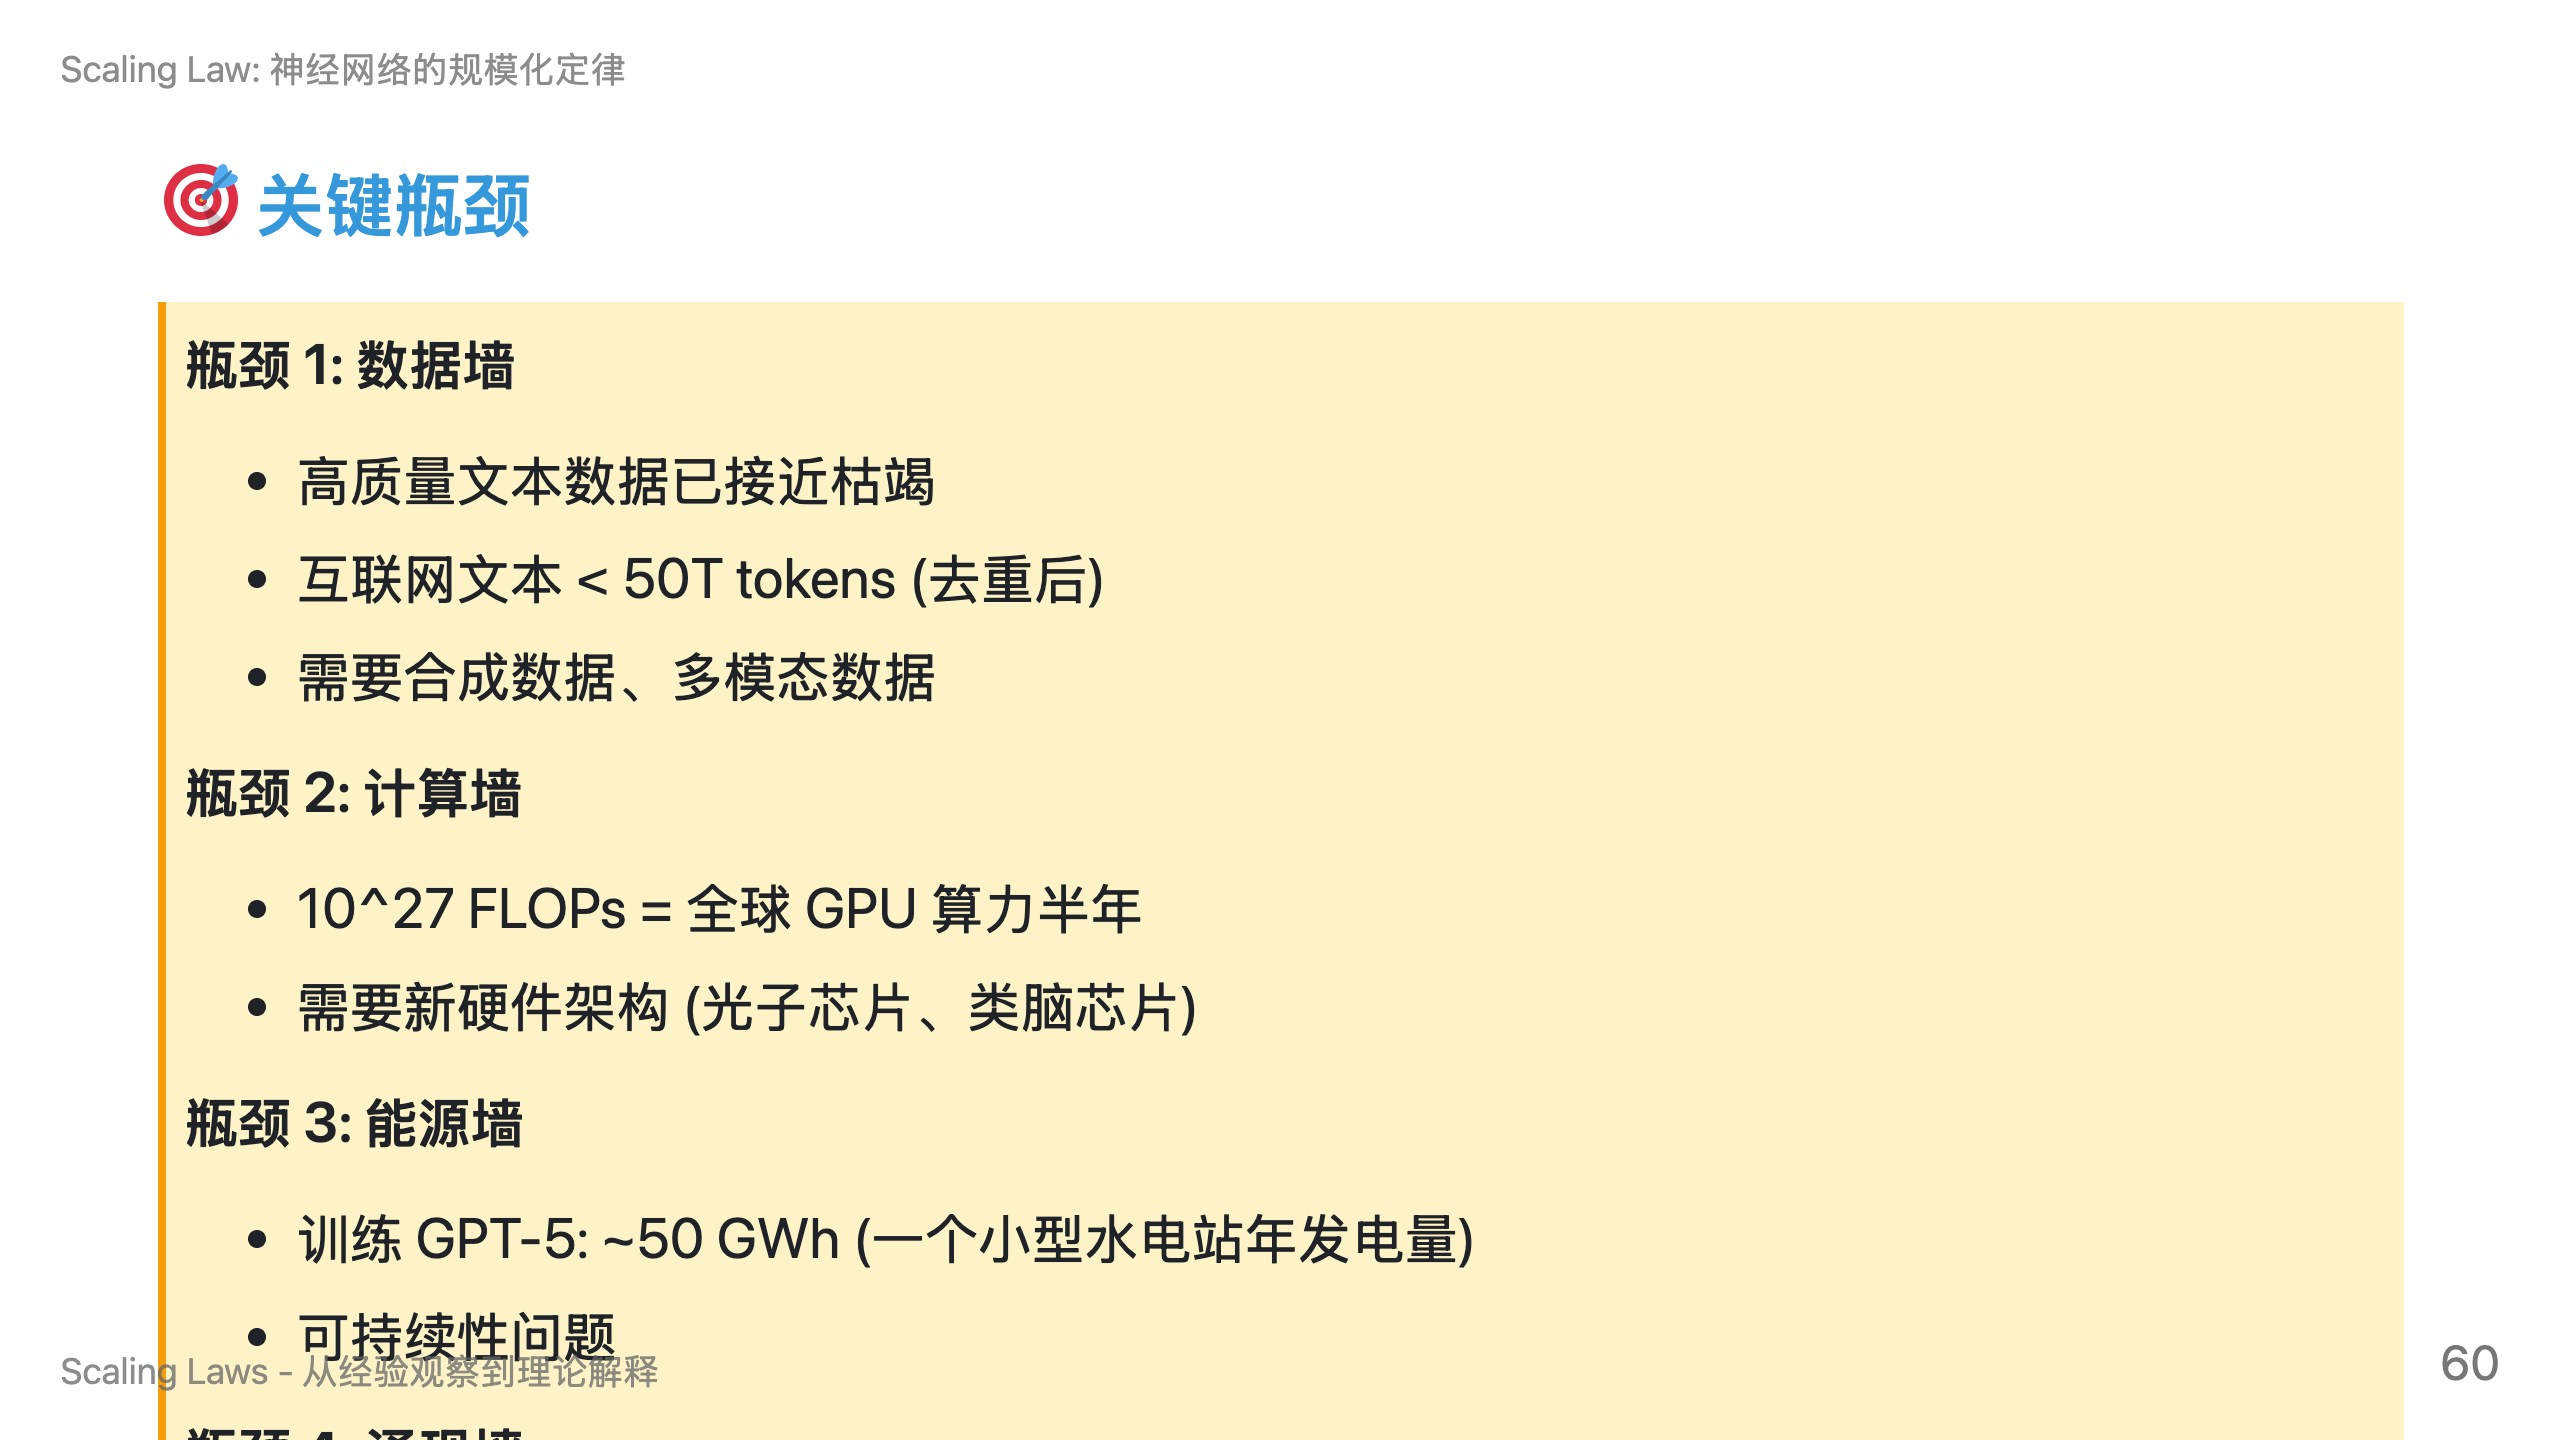 Scaling Law: 神经网络的规模化定律
🎯 关键瓶颈
瓶颈 1: 数据墙
• 高质量文本数据已接近枯竭
• 互联网文本 < 50T tokens (去重后)
• 需要合成数据、多模态数据
瓶颈 2: 计算墙
• 10^27 FLOPs = 全球 GPU 算力半年
• 需要新硬件架构 (光子芯片、类脑芯片)
瓶颈 3: 能源墙
• 训练 GPT-5: ~50 GWh (一个小型水电站年发电量)
• 可持续性问题
Scaling Laws - 从经验观察到理论解释
60